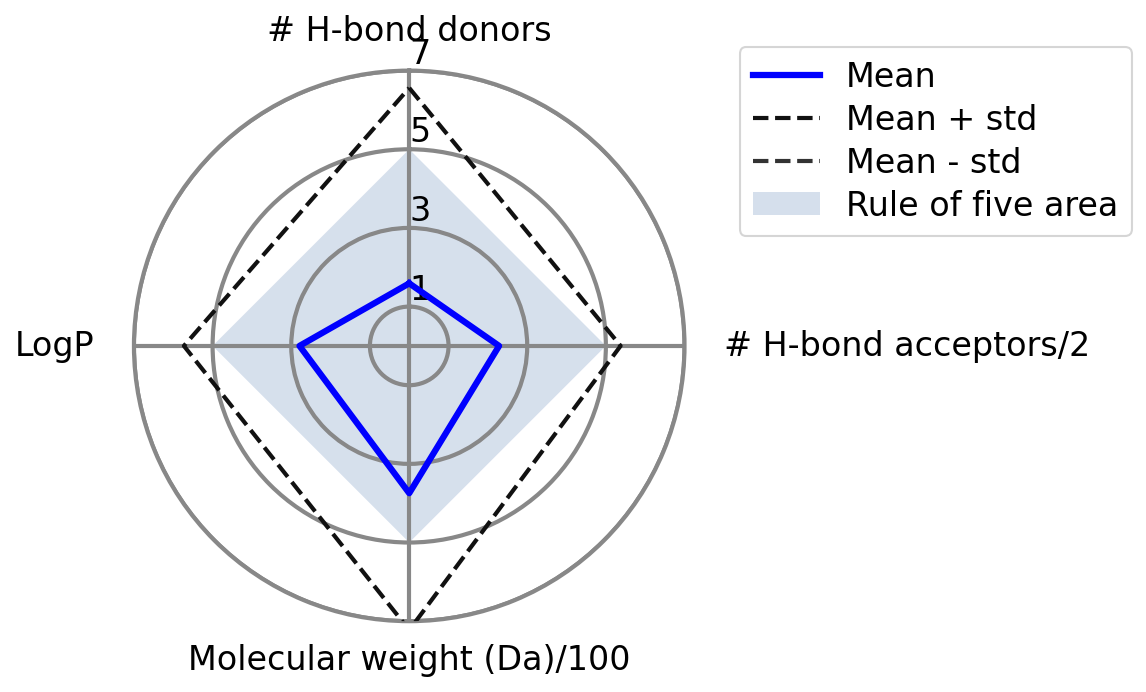 # H-bond donors
7
5
3
1
LogP
# H-bond acceptors/2
Molecular weight (Da)/100
Mean
Mean + std
Mean - std
Rule of five area